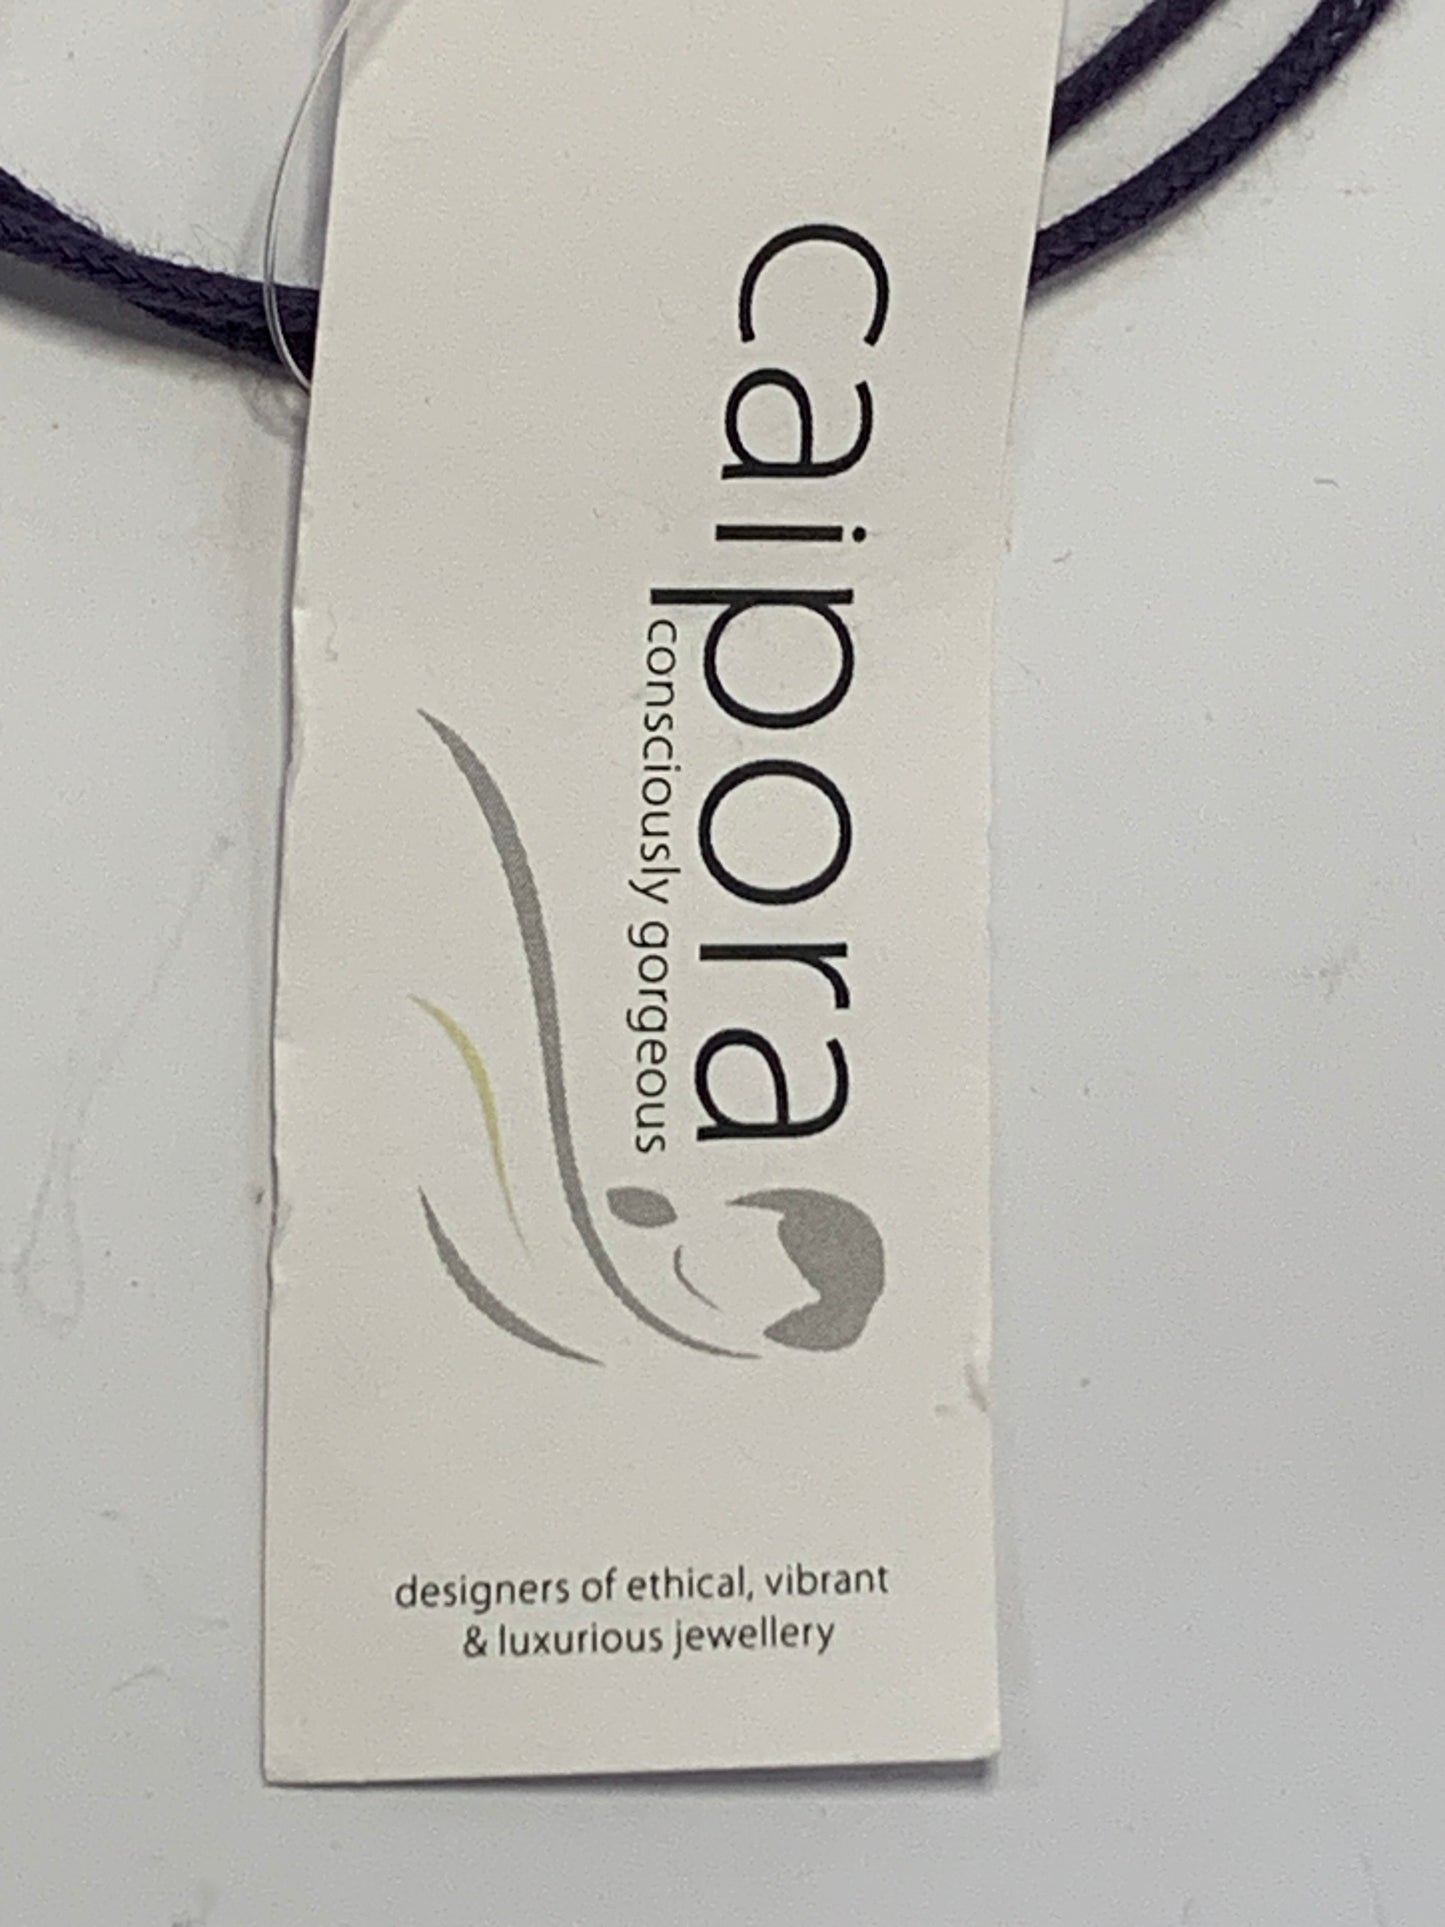 caipora
consciously gorgeous
designers of ethical, vibrant
& luxurious jewellery